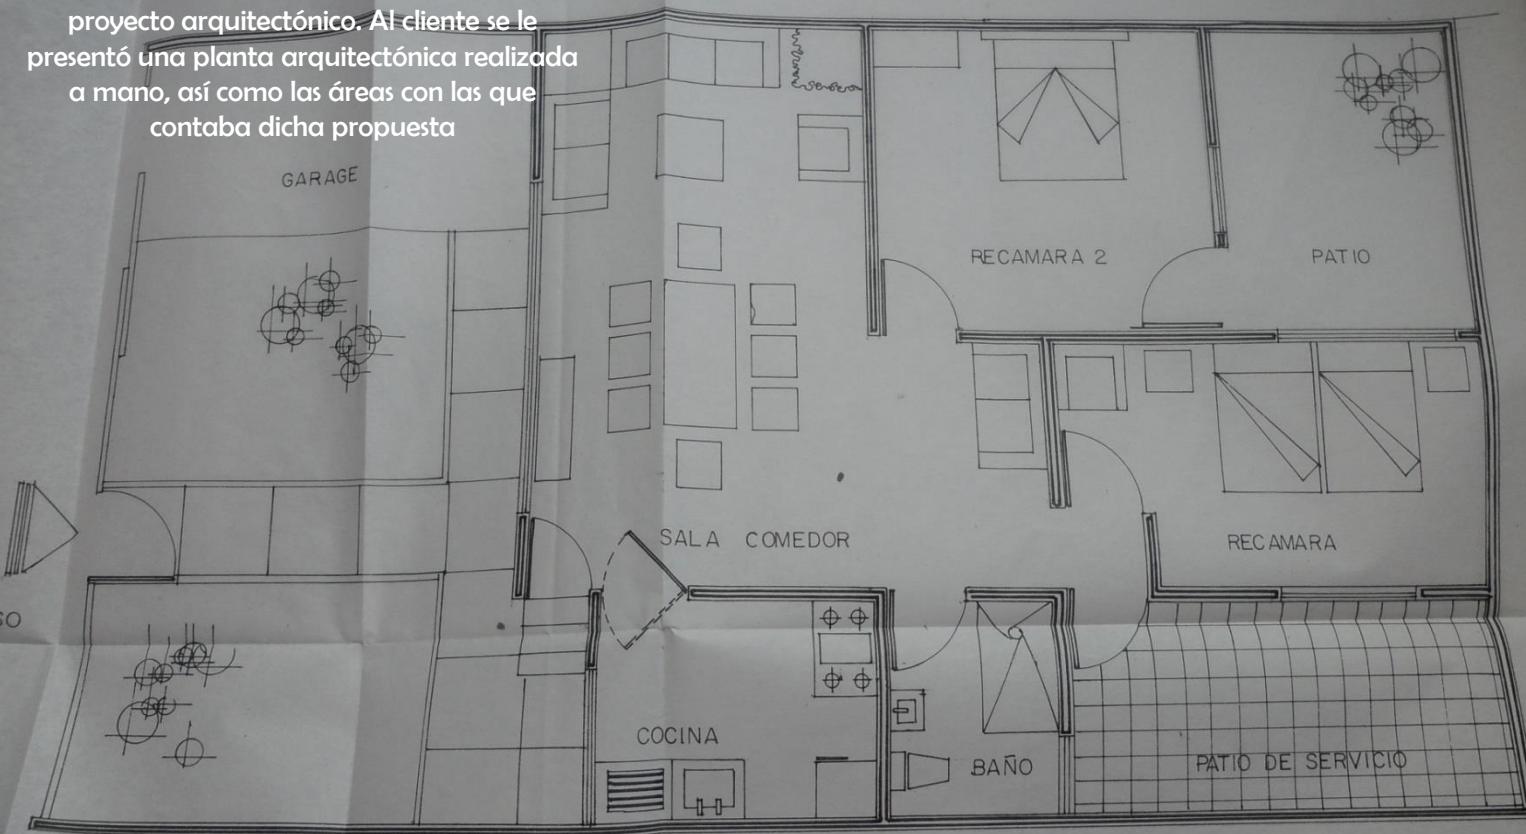 proyecto arquitectónico. Al cliente se le
presentó una planta arquitectónica realizada
a mano, así como las áreas con las que
contaba dicha propuesta
GARAGE
RECAMARA 2
PATIO
SALA COMEDOR
RECAMARA
COCINA
BAÑO
PATIO DE SERVICIO